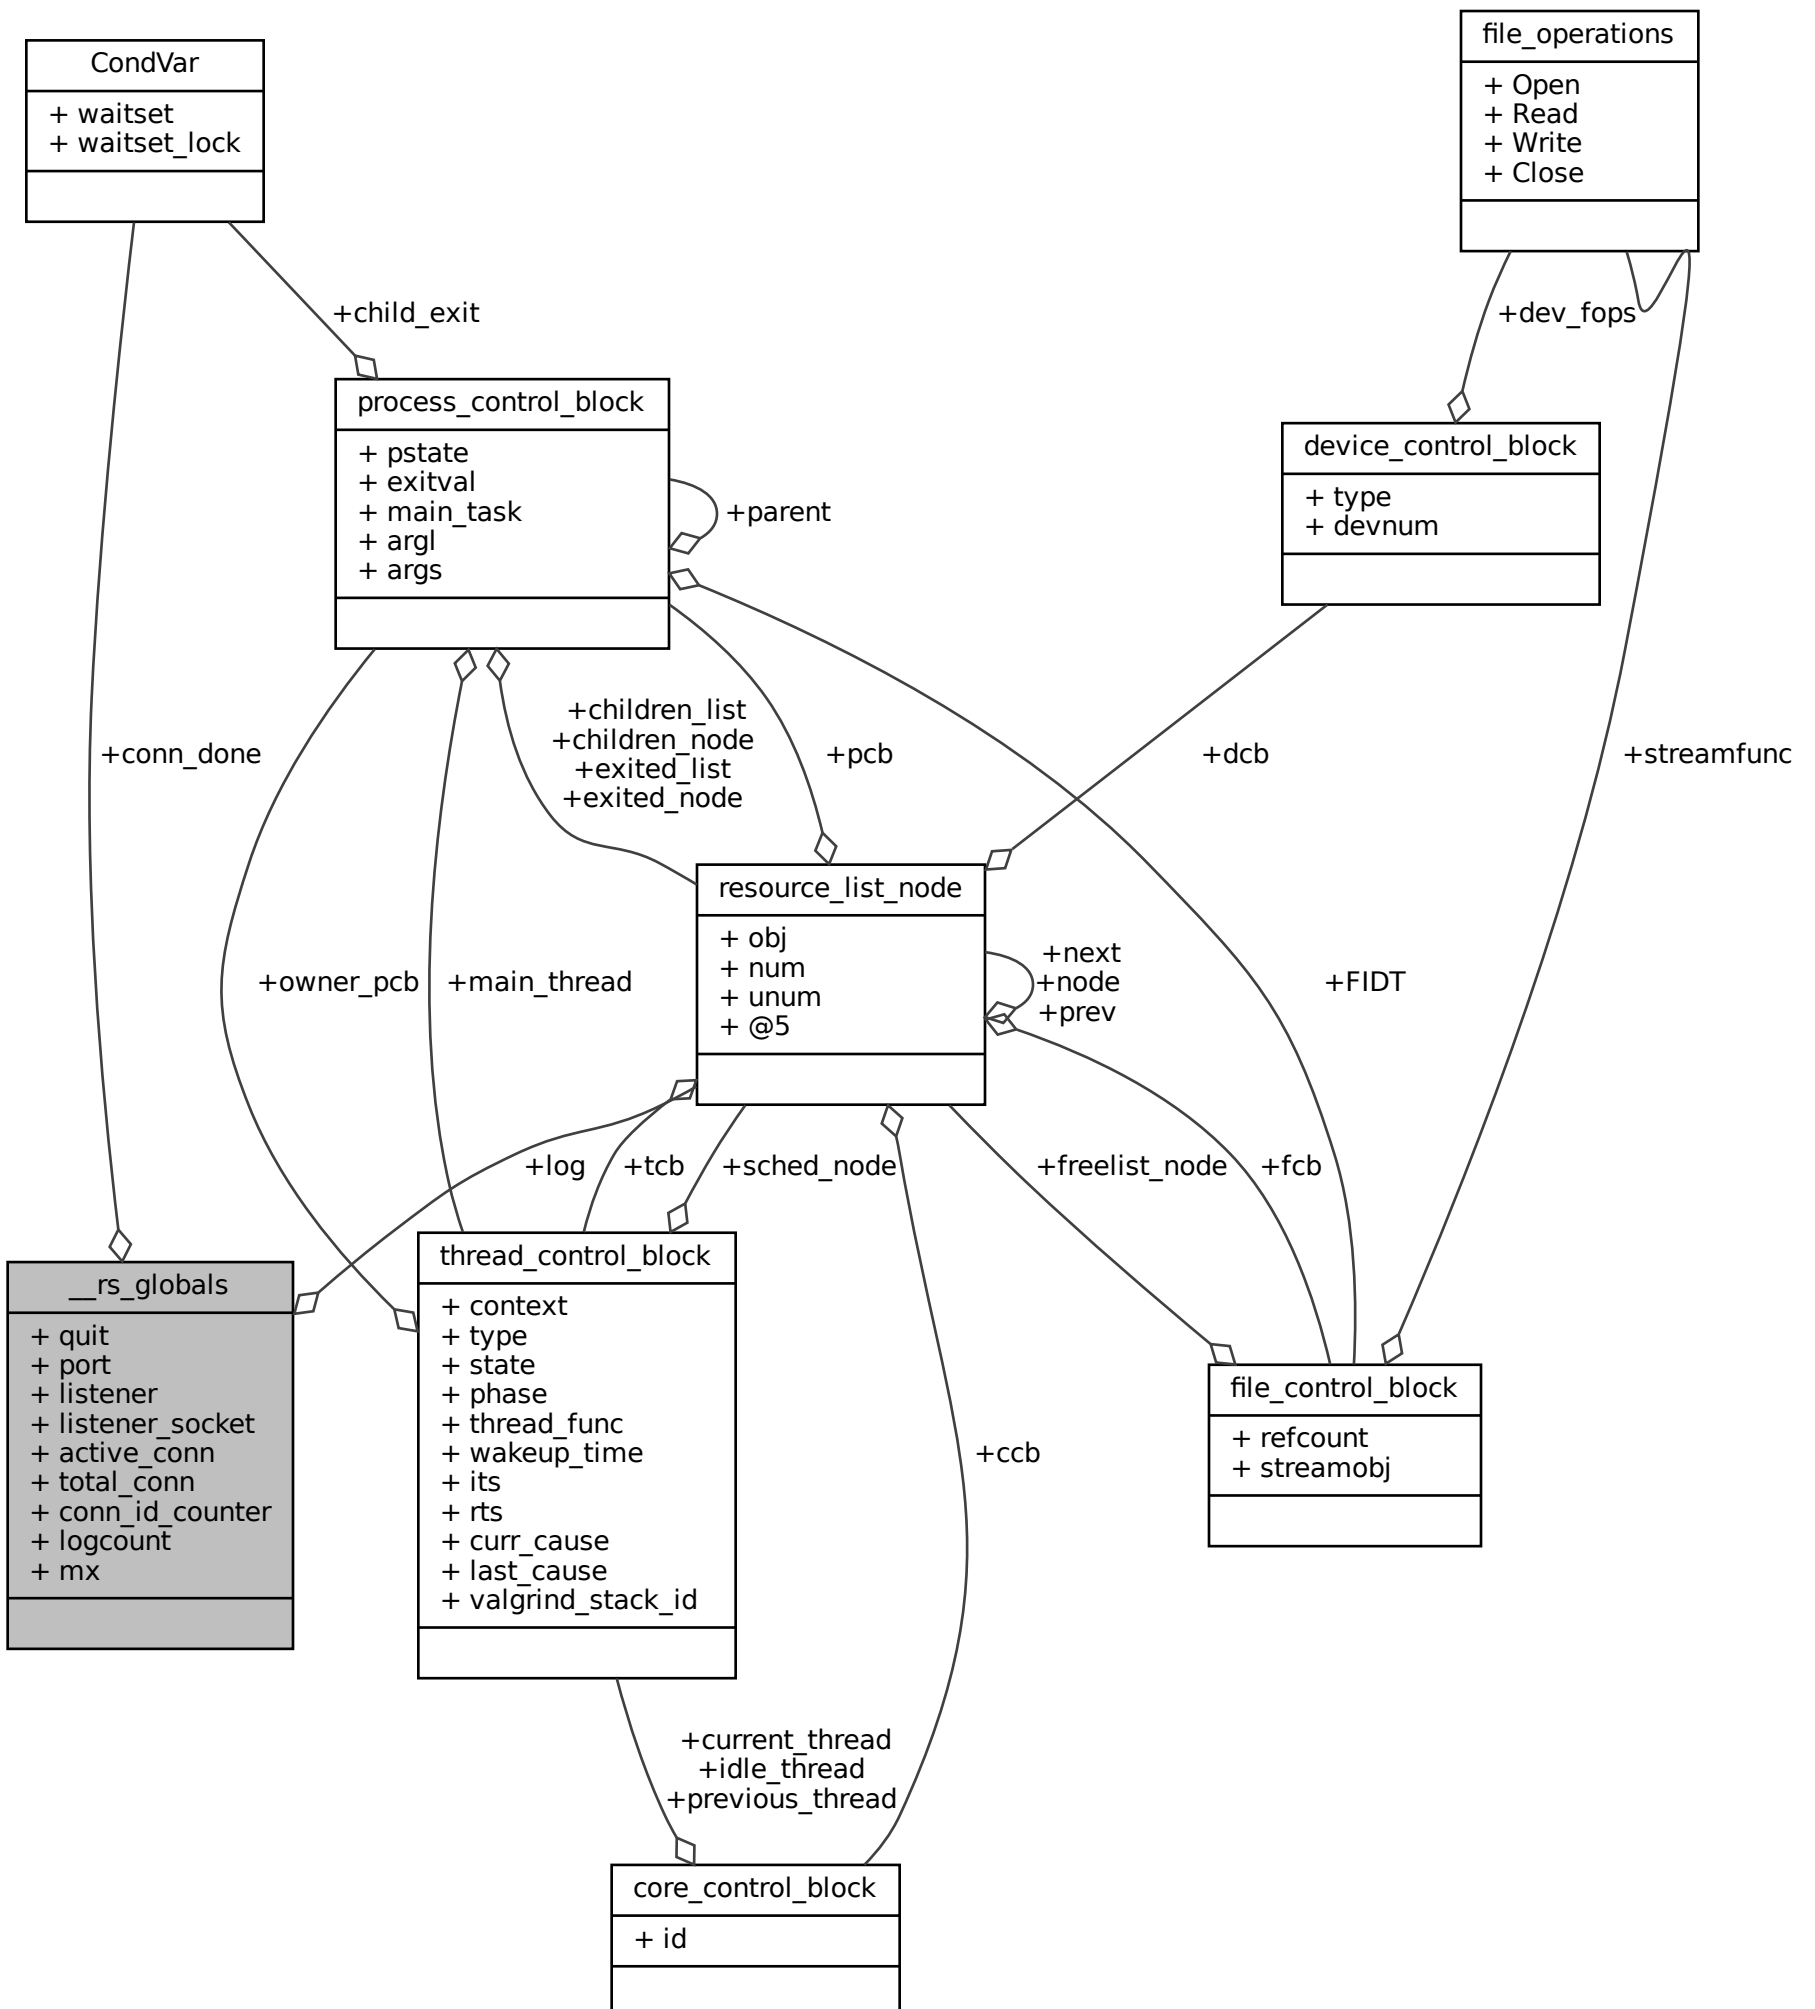 file_operations
+ Open
+ Read
+ Write
+ Close
CondVar
+ waitset
+ waitset_lock
+child_exit
+dev_fops
process_control_block
+ pstate
+ exitval
+ main_task
+ argl
+ args
+parent
device_control_block
+ type
+ devnum
+children_list
+children_node
+exited_list
+exited_node
+conn_done
+pcb
+dcb
+streamfunc
resource_list_node
+ obj
+ num
+ unum
+ @5
+next
+node
+prev
+owner_pcb
+main_thread
+FIDT
+log
+tcb
+sched_node
+freelist_node
+fcb
__rs_globals
+ quit
+ port
+ listener
+ listener_socket
+ active_conn
+ total_conn
+ conn_id_counter
+ logcount
+ mx
thread_control_block
+ context
+ type
+ state
+ phase
+ thread_func
+ wakeup_time
+ its
+ rts
+ curr_cause
+ last_cause
+ valgrind_stack_id
+ccb
file_control_block
+ refcount
+ streamobj
+current_thread
+idle_thread
+previous_thread
core_control_block
+ id